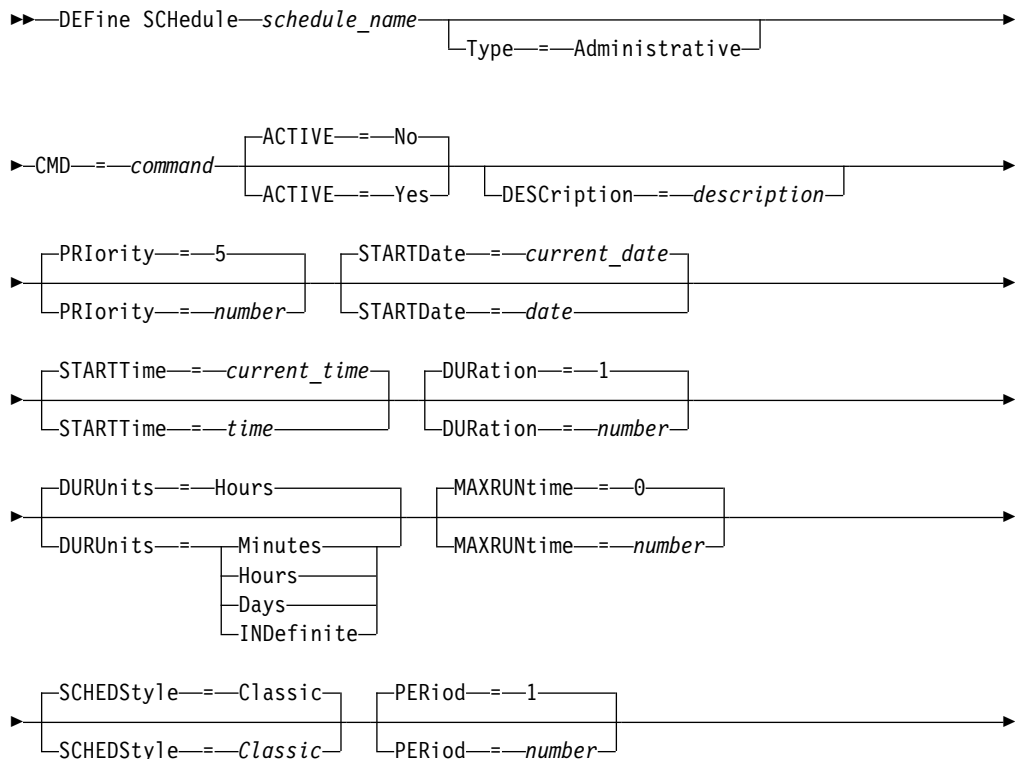 DEFine SCHedule schedule_name
Type = Administrative
ACTIVE = No
CMD = command
ACTIVE = Yes
DESCription = description
PRIority = 5 STARTDate = current_date
PRIority = number STARTDate = date
STARTTime = current_time DURation = 1
STARTTime = time DURation = number
DURUnits = Hours MAXRUNtime = 0
DURUnits = Minutes MAXRUNtime = number
Hours
Days
INDefinite
SCHEDStyle = Classic PERiod = 1
SCHEDStyle = Classic PERiod = number